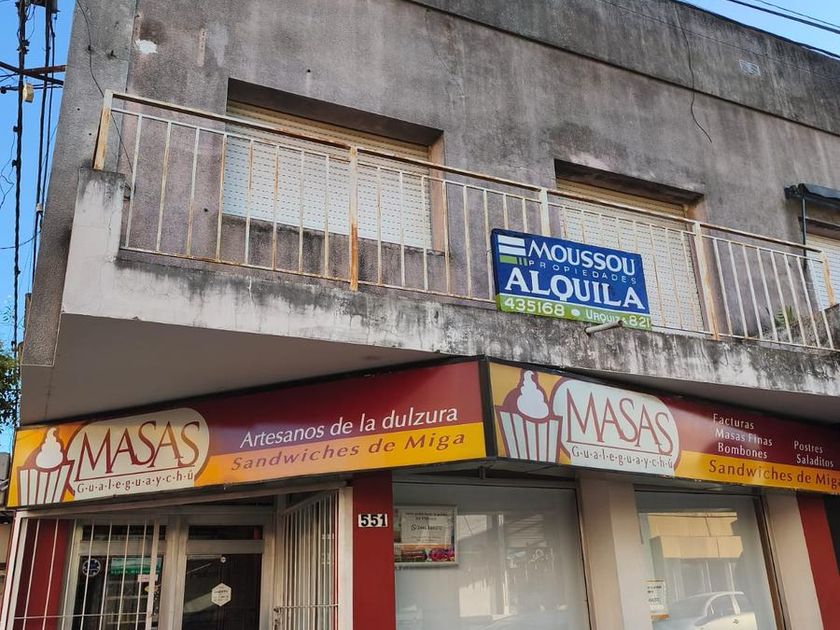 MOUSSOU
PROPIEDADES
ALQUILA
435168 • URQUIZA 821
MASAS
Gualeguaychú
Artesanos de la dulzura
Sandwiches de Miga
MASAS
Gualeguaychú
Facturas
Masas Finas
Bombones
Postres
Saladitos
Sandwiches de Miga
551